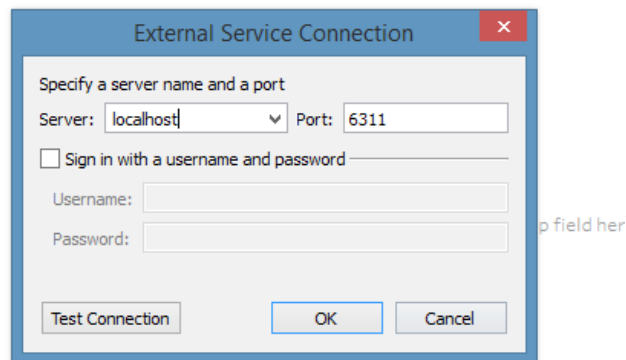 External Service Connection
Specify a server name and a port
Server: localhost Port: 6311
Sign in with a username and password
Username:
p field her
Password:
Test Connection OK Cancel